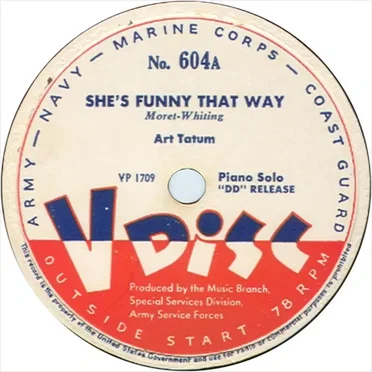 ARMY — NAVY — MARINE CORPS — COAST GUARD
No. 604A
SHE'S FUNNY THAT WAY
Moret-Whiting
Art Tatum
VP 1709
Piano Solo
"DD" RELEASE
V DISC
Produced by the Music Branch,
Special Services Division,
Army Service Forces
OUTSIDE START - 78 RPM
This record is the property of the United States Government and use for radio or commercial purposes is prohibited